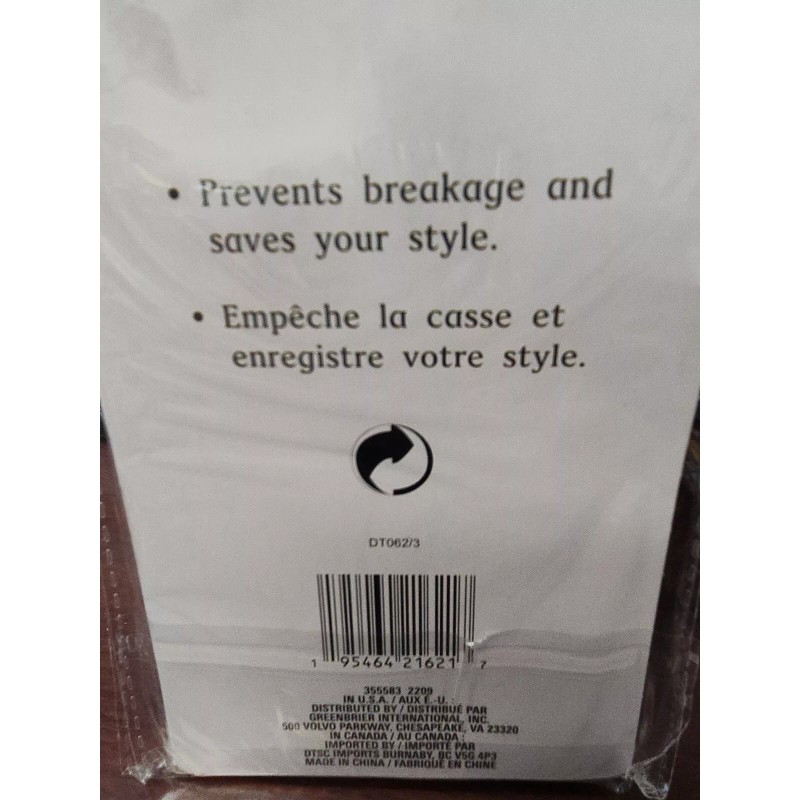 • Prevents breakage and
saves your style.
• Empêche la casse et
enregistre votre style.
DT062/3
1 95464 21621 7
355583 2209
IN U.S.A. / AUX É.-U. :
DISTRIBUTED BY / DISTRIBUÉ PAR
GREENBRIER INTERNATIONAL, INC.
500 VOLVO PARKWAY, CHESAPEAKE, VA 23320
IN CANADA / AU CANADA :
IMPORTED BY / IMPORTÉ PAR
DTSC IMPORTS BURNABY, BC V5G 4P3
MADE IN CHINA / FABRIQUÉ EN CHINE